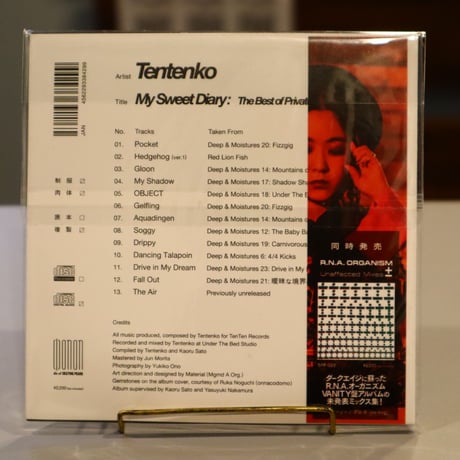 4582293384299
JAN
Artist Tentenko
Title My Sweet Diary: The Best of Private
No. Tracks Taken From
01. Pocket Deep & Moistures 20: Fizzgig
02. Hedgehog (ver.1) Red Lion Fish
03. Gloon Deep & Moistures 14: Mountains
04. My Shadow Deep & Moistures 17: Shadow
05. OBJECT Deep & Moistures 18: Under The
06. Gelfling Deep & Moistures 20: Fizzgig
07. Aquadingen Deep & Moistures 14: Mountains
08. Soggy Deep & Moistures 12: The Baby
09. Drippy Deep & Moistures 19: Carnivorous
10. Dancing Talapoin Deep & Moistures 6: 4/4 Kicks
11. Drive in My Dream Deep & Moistures 23: Drive in My
12. Fall Out Deep & Moistures 21: 曖昧な境界
13. The Air Previously unreleased
制服
肉体
原本
複製
Credits
All music produced, composed by Tentenko for TenTen Records
Recorded and mixed by Tentenko at Under The Bed Studio
Compiled by Tentenko and Kaoru Sato
Mastered by Jun Morita
Photography by Yukiko Ono
Art direction and designed by Material (Mgmd A Org.)
Gemstones on the album cover, courtesy of Ruka Noguchi (onnacodomo)
Album supervised by Kaoru Sato and Yasuyuki Nakamura
同時発売
R.N.A. ORGANISM
Unaffected Mixes ±
ダークエイジに蘇った
R.N.A.オーガニズム
VANITY盤アルバムの
未発表ミックス集!